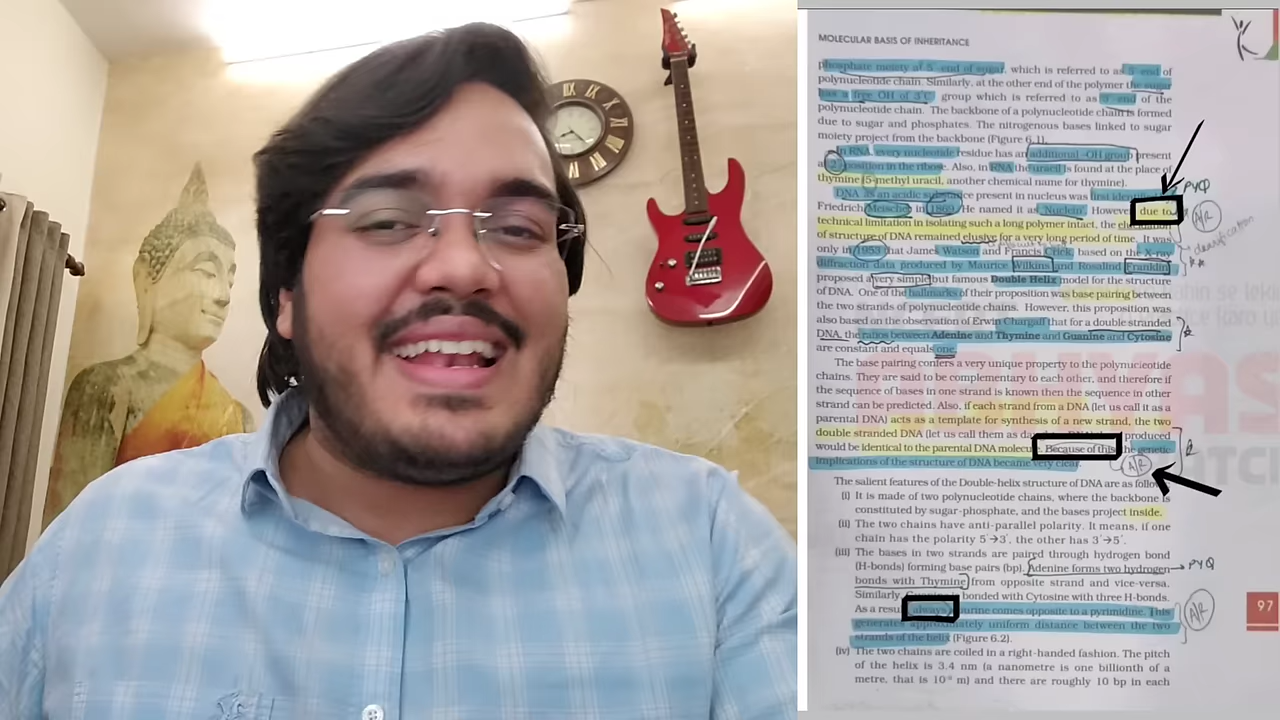 MOLECULAR BASIS OF INHERITANCE
phosphate moiety at 5'-end of sugar, which is referred to as 5'-end of
polynucleotide chain. Similarly, at the other end of the polymer the sugar
has a free OH of 3'C group which is referred to as 3'-end of the
polynucleotide chain. The backbone of a polynucleotide chain is formed
due to sugar and phosphates. The nitrogenous bases linked to sugar
moiety project from the backbone (Figure 6.1).
In RNA, every nucleotide residue has an additional -OH group present
at 2'-position in the ribose. Also, in RNA the uracil is found at the place of
thymine (5-methyl uracil, another chemical name for thymine).
DNA as an acidic substance present in nucleus was first
PYQ
Friedrich Meischer in 1869. He named it as 'Nuclein'. However, due to
A/R
technical limitation in isolating such a long polymer intact, the
of structure of DNA remained elusive for a very long period of time. It was
only in 1953 that James Watson and Francis Crick, based on the X-ray
diffraction data produced by Maurice Wilkins and Rosalind Franklin
proposed a very simple but famous Double Helix model for the structure
of DNA. One of the hallmarks of their proposition was base pairing between
the two strands of polynucleotide chains. However, this proposition was
also based on the observation of Erwin Chargaff that for a double stranded
DNA, the ratios between Adenine and Thymine and Guanine and Cytosine
are constant and equals one.
The base pairing confers a very unique property to the polynucleotide
chains. They are said to be complementary to each other, and therefore if
the sequence of bases in one strand is known then the sequence in other
strand can be predicted. Also, if each strand from a DNA (let us call it as a
parental DNA) acts as a template for synthesis of a new strand, the two
double stranded DNA (let us call them as produced
would be identical to the parental DNA Because of this the genetic
implications of the structure of DNA became very clear.
A/R
The salient features of the Double-helix structure of DNA are as
(i) It is made of two polynucleotide chains, where the backbone is
constituted by sugar-phosphate, and the bases project inside.
(ii) The two chains have anti-parallel polarity. It means, if one
chain has the polarity 5'→3', the other has 3'→5'.
(iii) The bases in two strands are paired through hydrogen bond
(H-bonds) forming base pairs (bp). Adenine forms two hydrogen
PYQ
bonds with Thymine from opposite strand and vice-versa.
Similarly, bonded with Cytosine with three H-bonds.
As a always comes opposite to a pyrimidine. This
A/R
generates approximately uniform distance between the two
strands of the helix (Figure 6.2).
97
(iv) The two chains are coiled in a right-handed fashion. The pitch
of the helix is 3.4 nm (a nanometre is one billionth of a
metre, that is 10⁻⁹ m) and there are roughly 10 bp in each